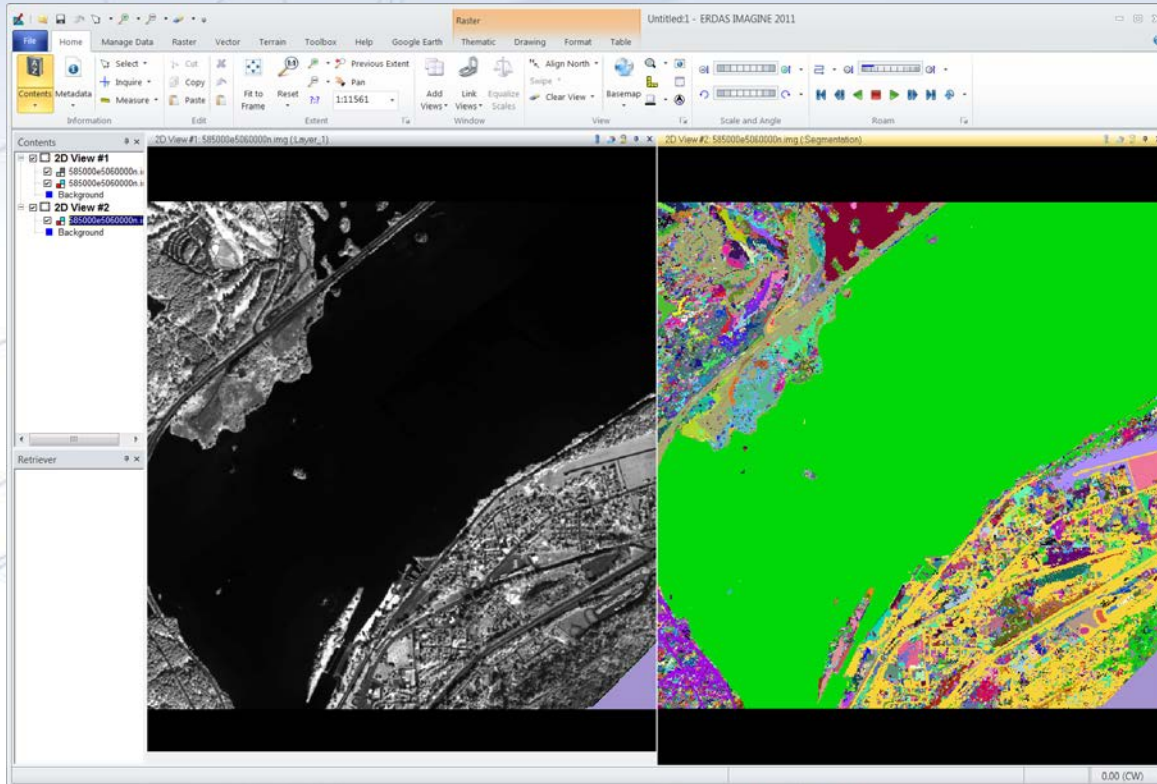 Raster
Untitled:1 - ERDAS IMAGINE 2011
File Home Manage Data Raster Vector Terrain Toolbox Help Google Earth Thematic Drawing Format Table
Contents Metadata
Select
Inquire
Measure
Information
Cut
Copy
Paste
Edit
Fit to Frame
Reset
1:1
?:?
Previous Extent
Pan
1:11561
Extent
Add Views
Link Views
Equalize Scales
Window
Align North
Swipe
Clear View
Basemap
View
Scale and Angle
Roam
Contents
2D View #1
585000e5060000n.i
585000e5060000n.i
Background
2D View #2
585000e5060000n.i
Background
Retriever
2D View #1: 585000e5060000n.img (:Layer_1)
2D View #2: 585000e5060000n.img (:Segmentation)
0.00 (CW)